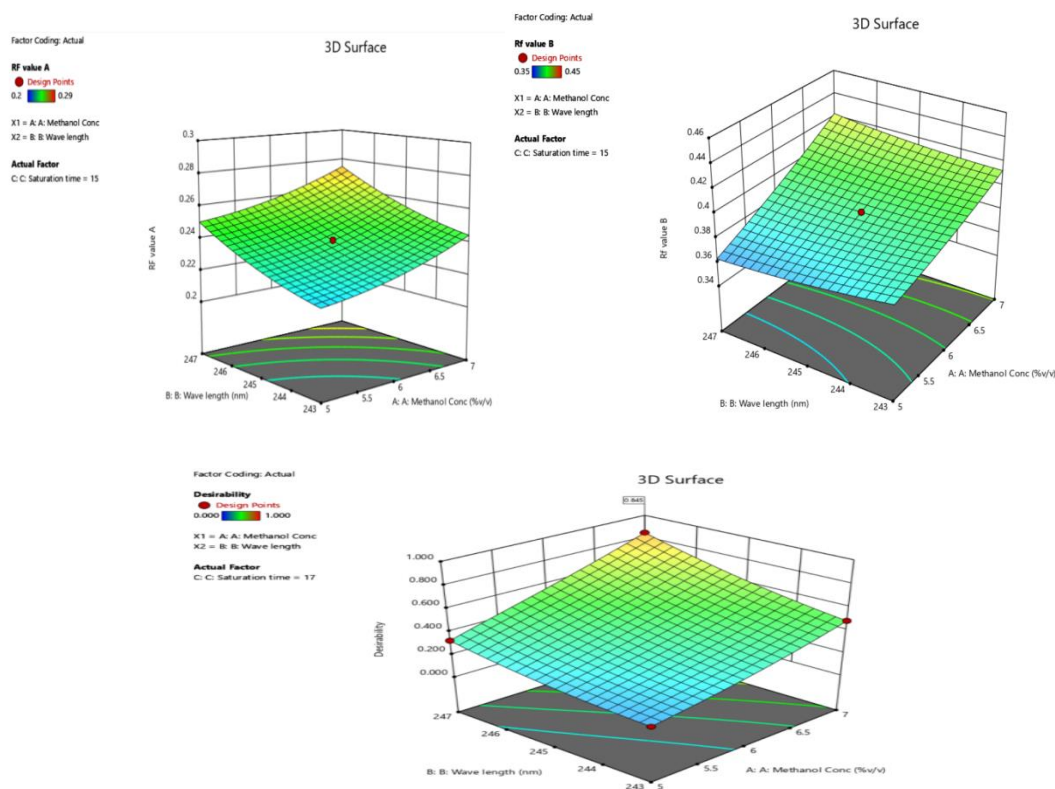 Factor Coding: Actual
3D Surface
RF value A
Design Points
0.2 0.29
X1 = A: A: Methanol Conc
X2 = B: B: Wave length
Actual Factor
C: C: Saturation time = 15
0.3
0.28
0.26
0.24
0.22
0.2
RF value A
247
246
245
244
243
B: B: Wave length (nm)
5
5.5
6
6.5
7
A: A: Methanol Conc (%v/v)
Factor Coding: Actual
3D Surface
Rf value B
Design Points
0.35 0.45
X1 = A: A: Methanol Conc
X2 = B: B: Wave length
Actual Factor
C: C: Saturation time = 15
0.46
0.44
0.42
0.4
0.38
0.36
0.34
Rf value B
247
246
245
244
243
B: B: Wave length (nm)
5
5.5
6
6.5
7
A: A: Methanol Conc (%v/v)
Factor Coding: Actual
3D Surface
Desirability
Design Points
0.000 1.000
X1 = A: A: Methanol Conc
X2 = B: B: Wave length
Actual Factor
C: C: Saturation time = 17
0.845
1.000
0.800
0.600
0.400
0.200
0.000
Desirability
247
246
245
244
243
B: B: Wave length (nm)
5
5.5
6
6.5
7
A: A: Methanol Conc (%v/v)